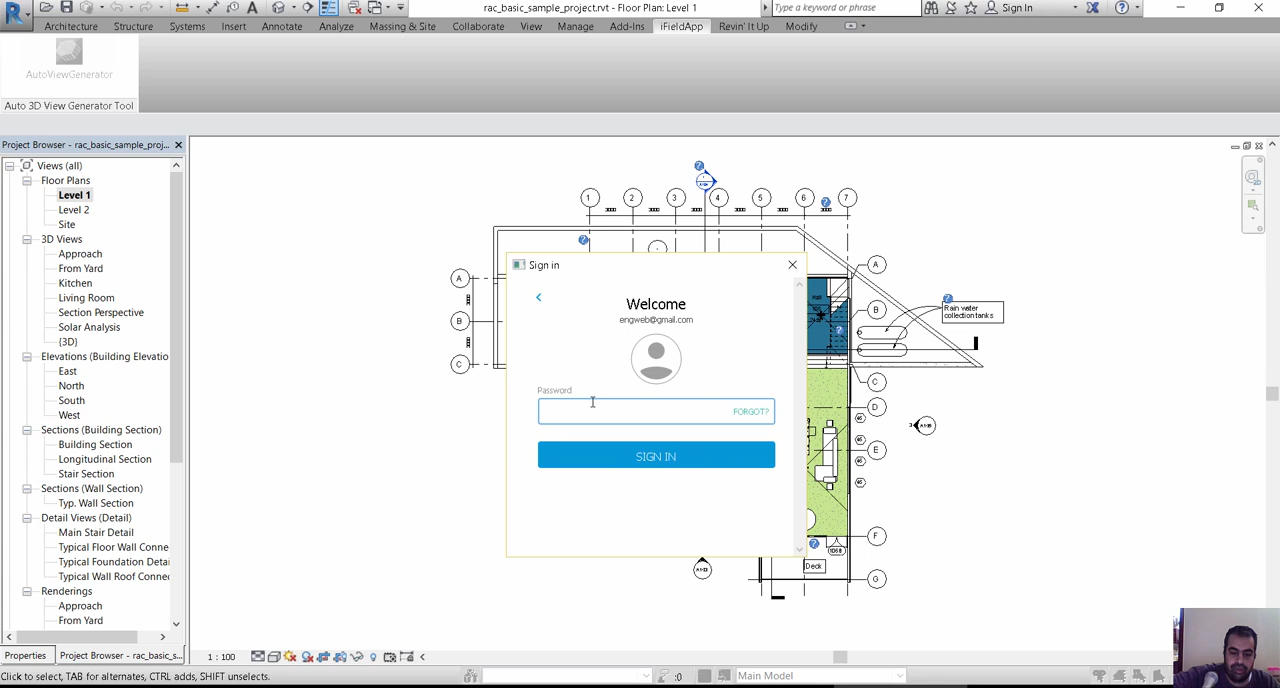 rac_basic_sample_project.rvt - Floor Plan: Level 1
Type a keyword or phrase
Sign In
Architecture Structure Systems Insert Annotate Analyze Massing & Site Collaborate View Manage Add-Ins iFieldApp Revin' It Up Modify
AutoViewGenerator
Auto 3D View Generator Tool
Project Browser - rac_basic_sample_proj...
Views (all)
Floor Plans
Level 1
Level 2
Site
3D Views
Approach
From Yard
Kitchen
Living Room
Section Perspective
Solar Analysis
{3D}
Elevations (Building Elevatio
East
North
South
West
Sections (Building Section)
Building Section
Longitudinal Section
Stair Section
Sections (Wall Section)
Typ. Wall Section
Detail Views (Detail)
Main Stair Detail
Typical Floor Wall Conne
Typical Foundation Detai
Typical Wall Roof Connec
Renderings
Approach
From Yard
Properties
Project Browser - rac_basic_s...
1 2 3 4 5 6 7
A
B
C
A
B
C
D
E
F
G
Rain water
collection tanks
Deck
Sign in
Welcome
engweb@gmail.com
Password
FORGOT?
SIGN IN
1 : 100
Click to select, TAB for alternates, CTRL adds, SHIFT unselects.
:0
Main Model